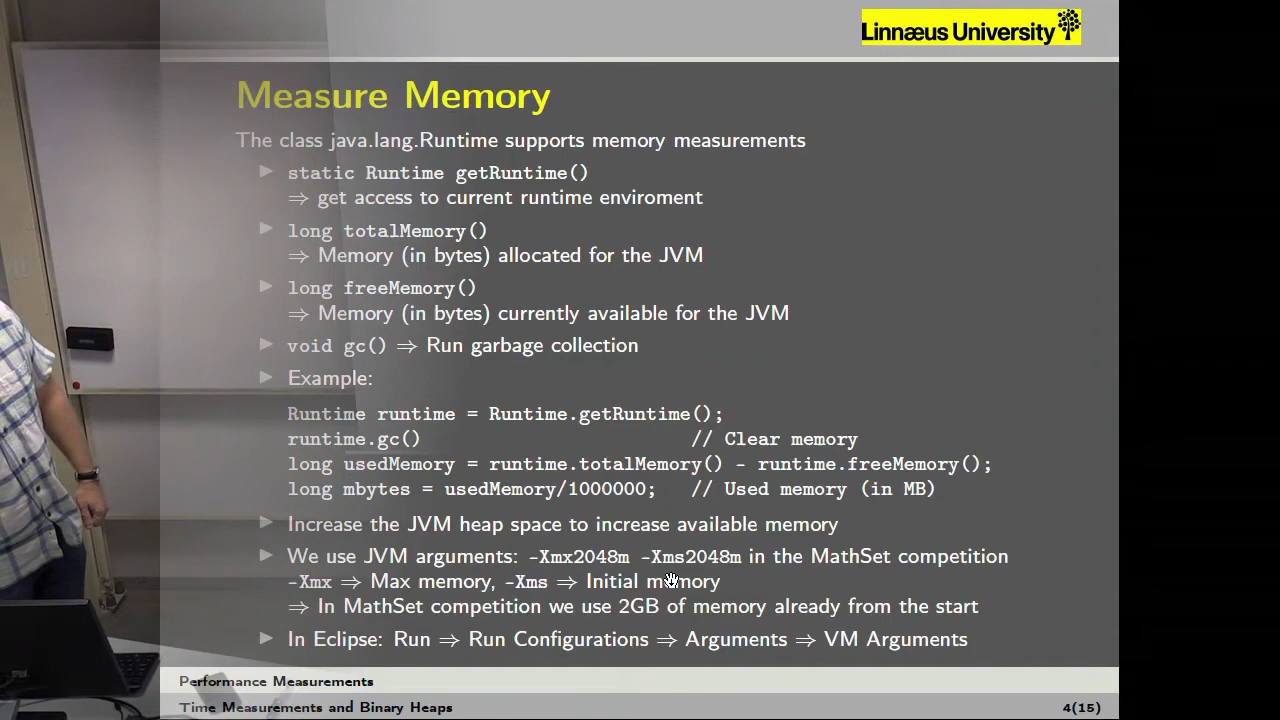 Linnæus University
Measure Memory
The class java.lang.Runtime supports memory measurements
▶ static Runtime getRuntime()
⇒ get access to current runtime enviroment
▶ long totalMemory()
⇒ Memory (in bytes) allocated for the JVM
▶ long freeMemory()
⇒ Memory (in bytes) currently available for the JVM
▶ void gc() ⇒ Run garbage collection
▶ Example:
Runtime runtime = Runtime.getRuntime();
runtime.gc() // Clear memory
long usedMemory = runtime.totalMemory() - runtime.freeMemory();
long mbytes = usedMemory/1000000; // Used memory (in MB)
▶ Increase the JVM heap space to increase available memory
▶ We use JVM arguments: -Xmx2048m -Xms2048m in the MathSet competition
-Xmx ⇒ Max memory, -Xms ⇒ Initial memory
⇒ In MathSet competition we use 2GB of memory already from the start
▶ In Eclipse: Run ⇒ Run Configurations ⇒ Arguments ⇒ VM Arguments
Performance Measurements
Time Measurements and Binary Heaps 4(15)